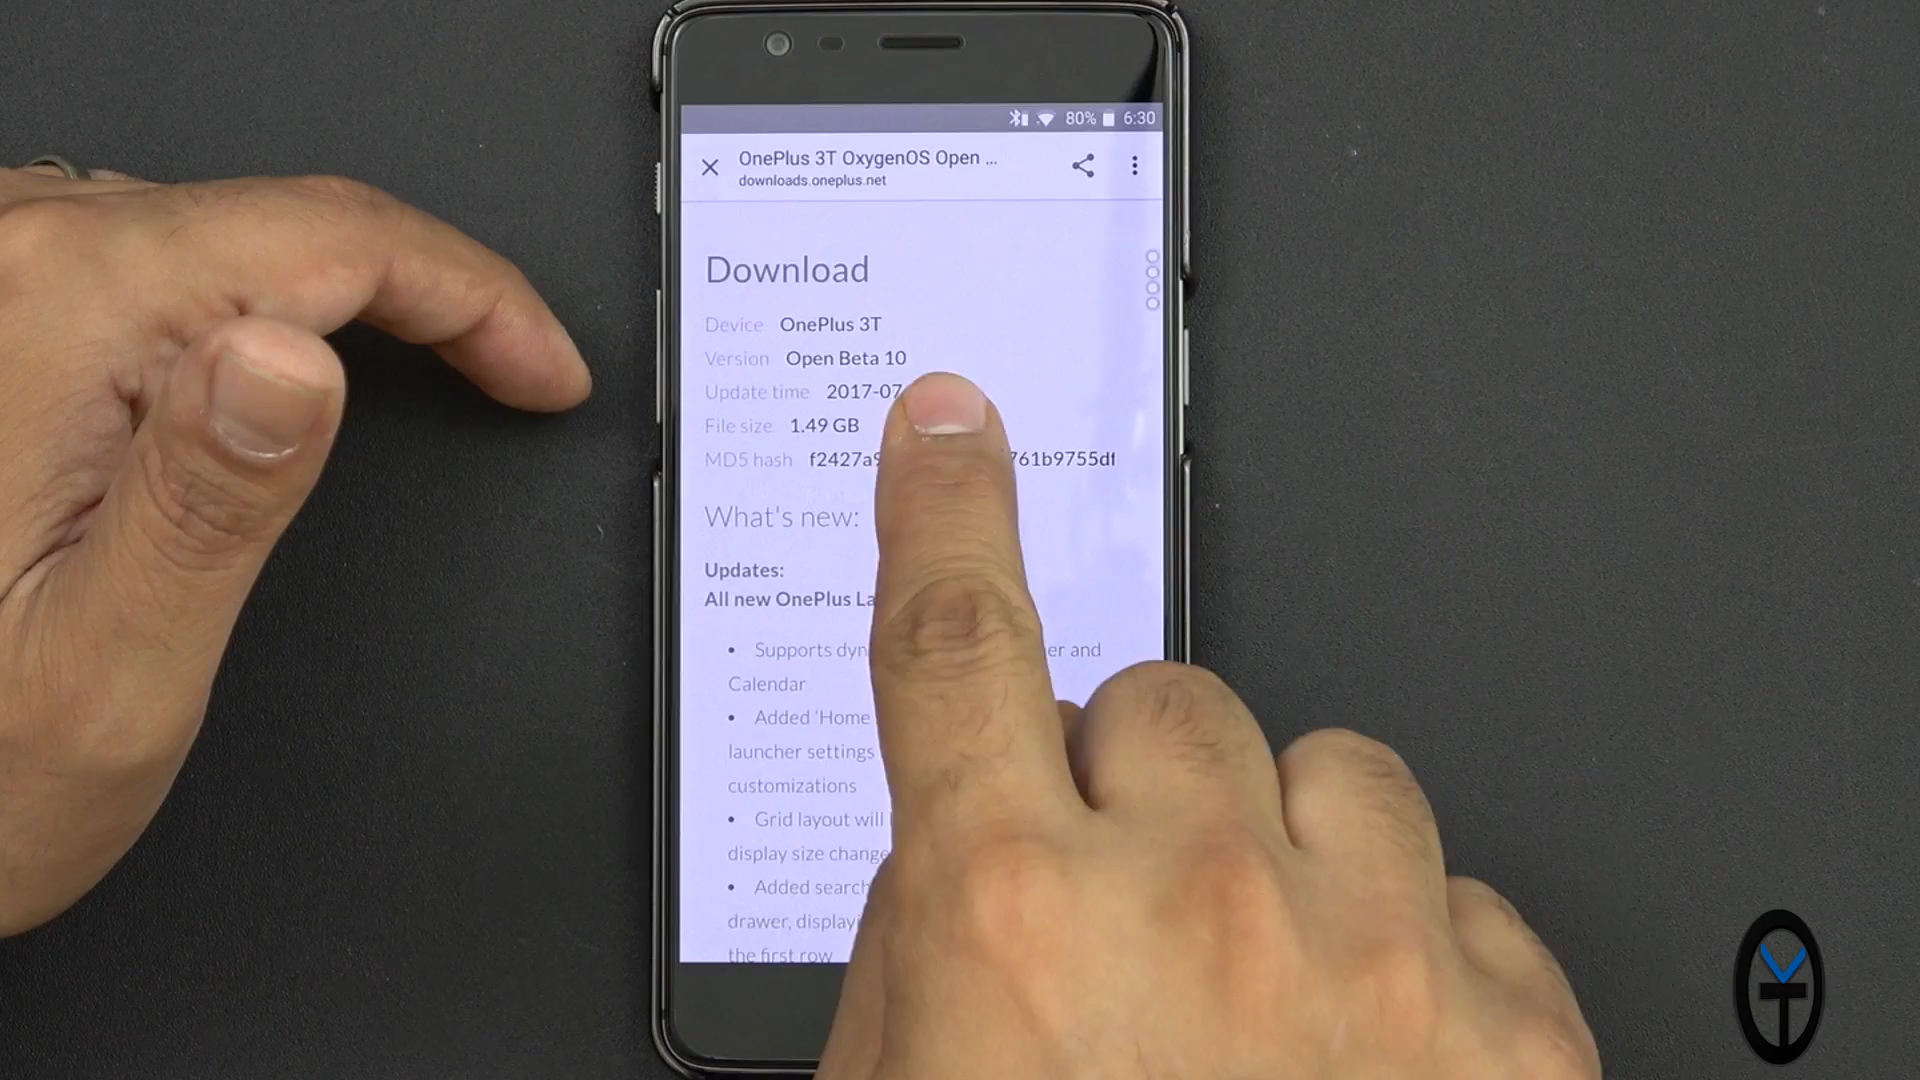 80% 6:30
OnePlus 3T OxygenOS Open ...
downloads.oneplus.net
Download
Device OnePlus 3T
Version Open Beta 10
Update time 2017-07
File size 1.49 GB
MD5 hash f2427a9 761b9755df
What's new:
Updates:
All new OnePlus La
• Supports dyn er and
Calendar
• Added ‘Home
launcher settings
customizations
• Grid layout will
display size change
• Added search
drawer, displayi
the first row